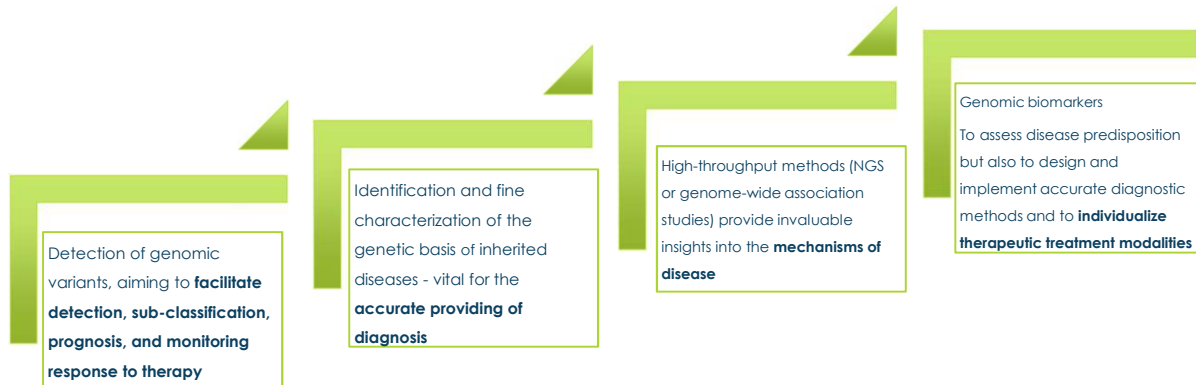 Detection of genomic
variants, aiming to facilitate
detection, sub-classification,
prognosis, and monitoring
response to therapy
Identification and fine
characterization of the
genetic basis of inherited
diseases - vital for the
accurate providing of
diagnosis
High-throughput methods (NGS
or genome-wide association
studies) provide invaluable
insights into the mechanisms of
disease
Genomic biomarkers
To assess disease predisposition
but also to design and
implement accurate diagnostic
methods and to individualize
therapeutic treatment modalities